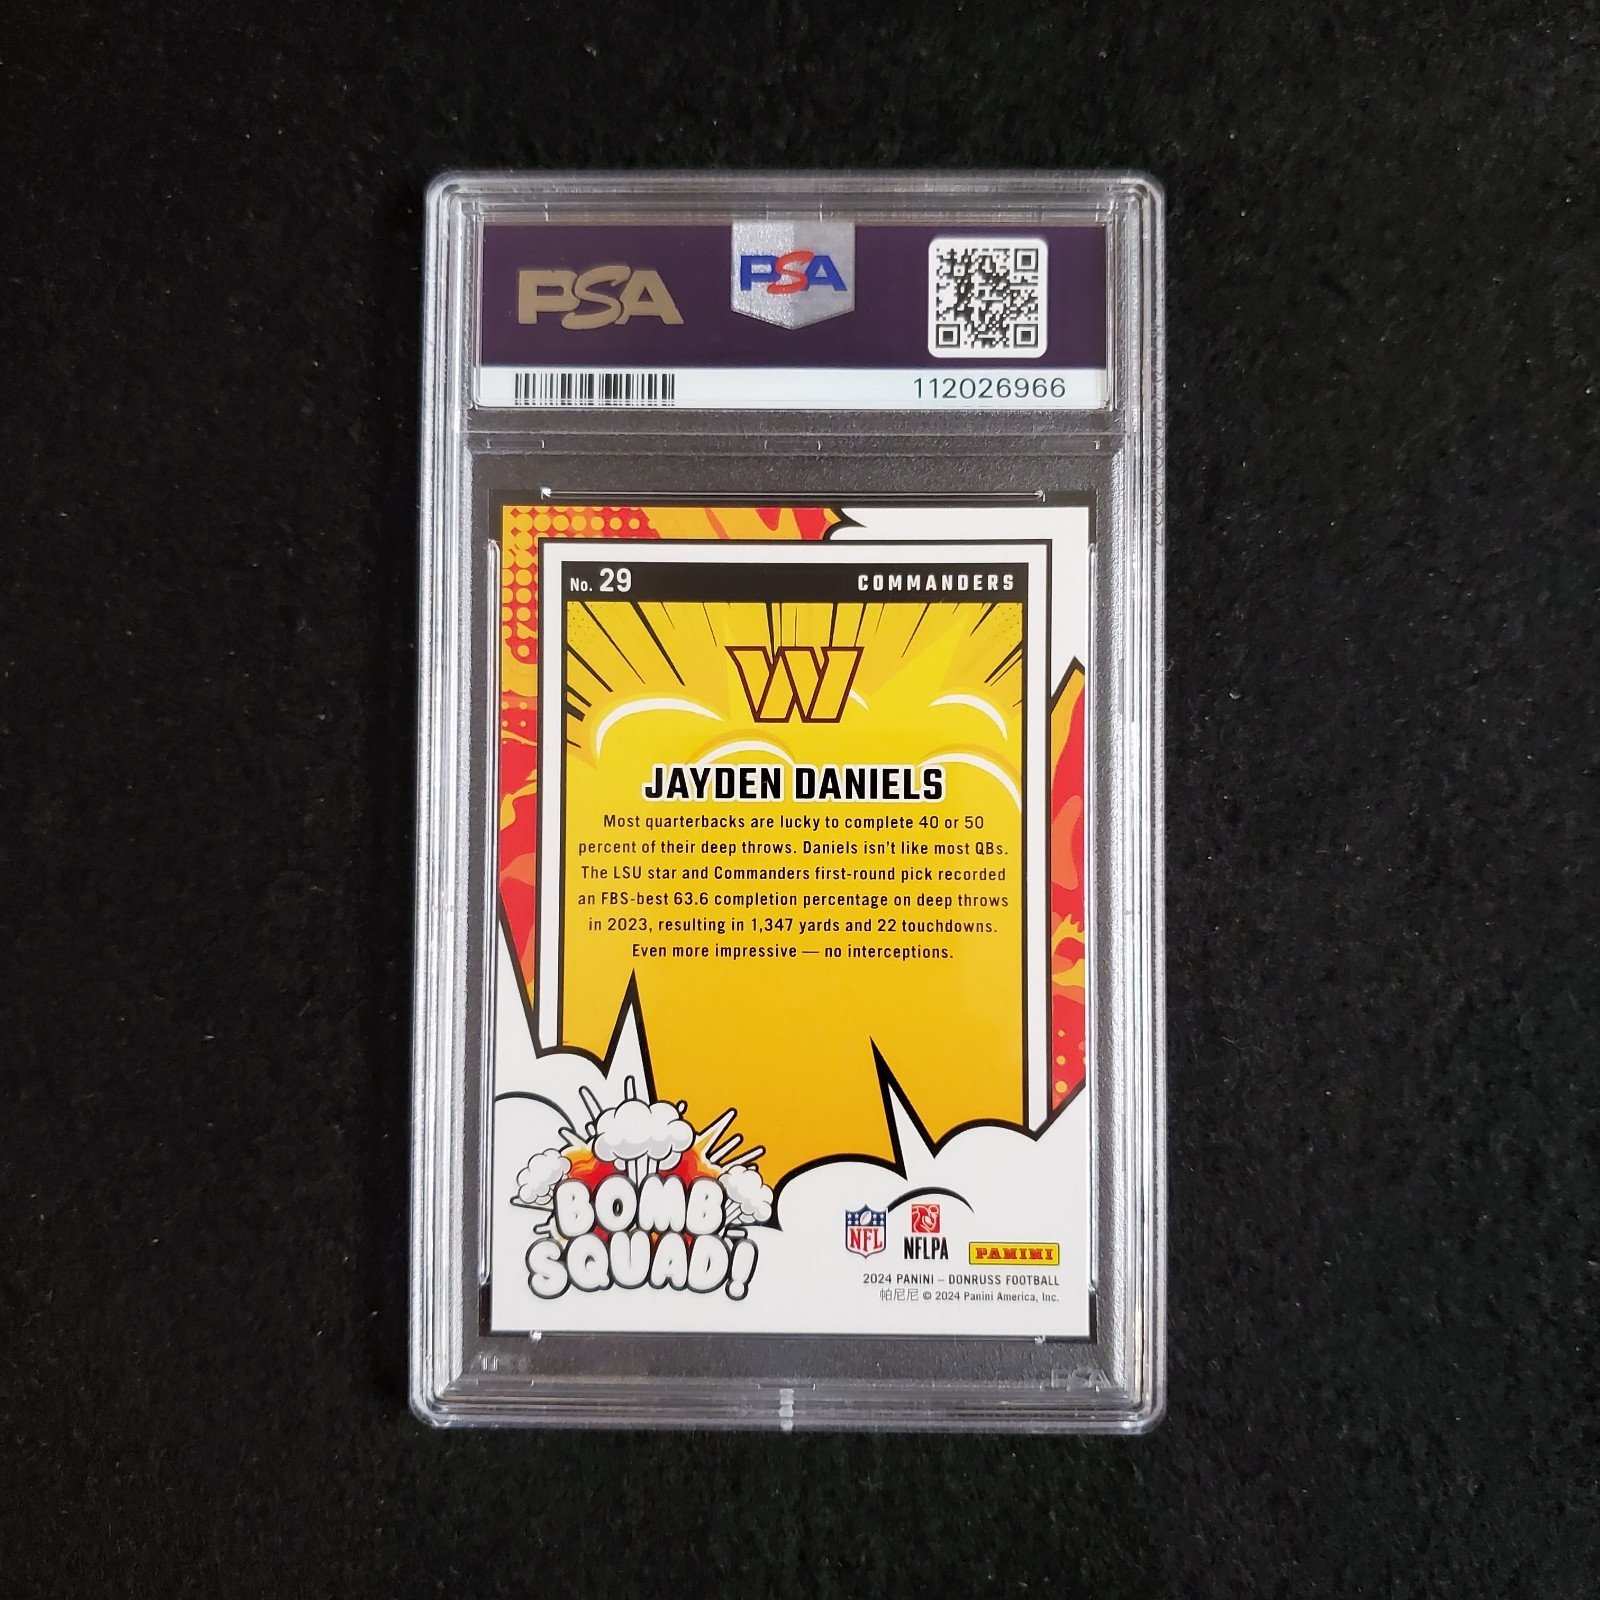 PSA
PSA
112026966
No. 29
COMMANDERS
W
JAYDEN DANIELS
Most quarterbacks are lucky to complete 40 or 50
percent of their deep throws. Daniels isn't like most QBs.
The LSU star and Commanders first-round pick recorded
an FBS-best 63.6 completion percentage on deep throws
in 2023, resulting in 1,347 yards and 22 touchdowns.
Even more impressive — no interceptions.
BOMB
SQUAD!
NFL
NFLPA
PANINI
2024 PANINI – DONRUSS FOOTBALL
帕尼尼 © 2024 Panini America, Inc.
PSA